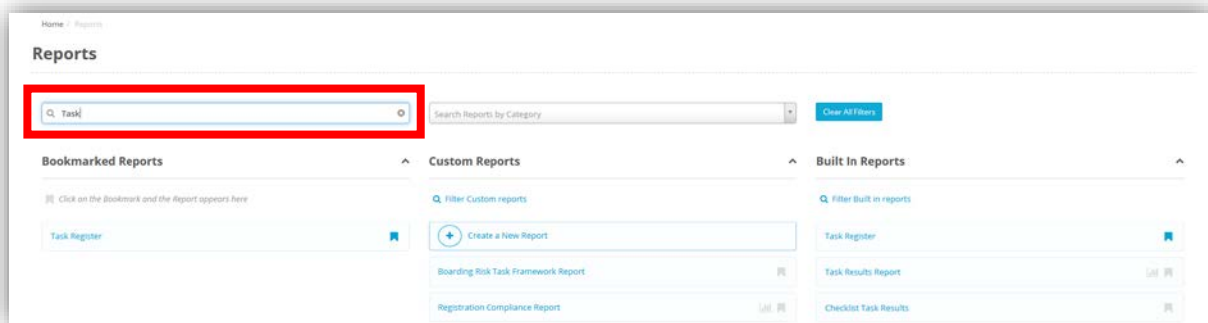 Home / Reports
Reports
Task
Search Reports by Category
Clear All Filters
Bookmarked Reports
Custom Reports
Built In Reports
Click on the Bookmark and the Report appears here
Filter Custom reports
Filter Built in reports
Task Register
Create a New Report
Task Register
Boarding Risk Task Framework Report
Task Results Report
Registration Compliance Report
Checklist Task Results